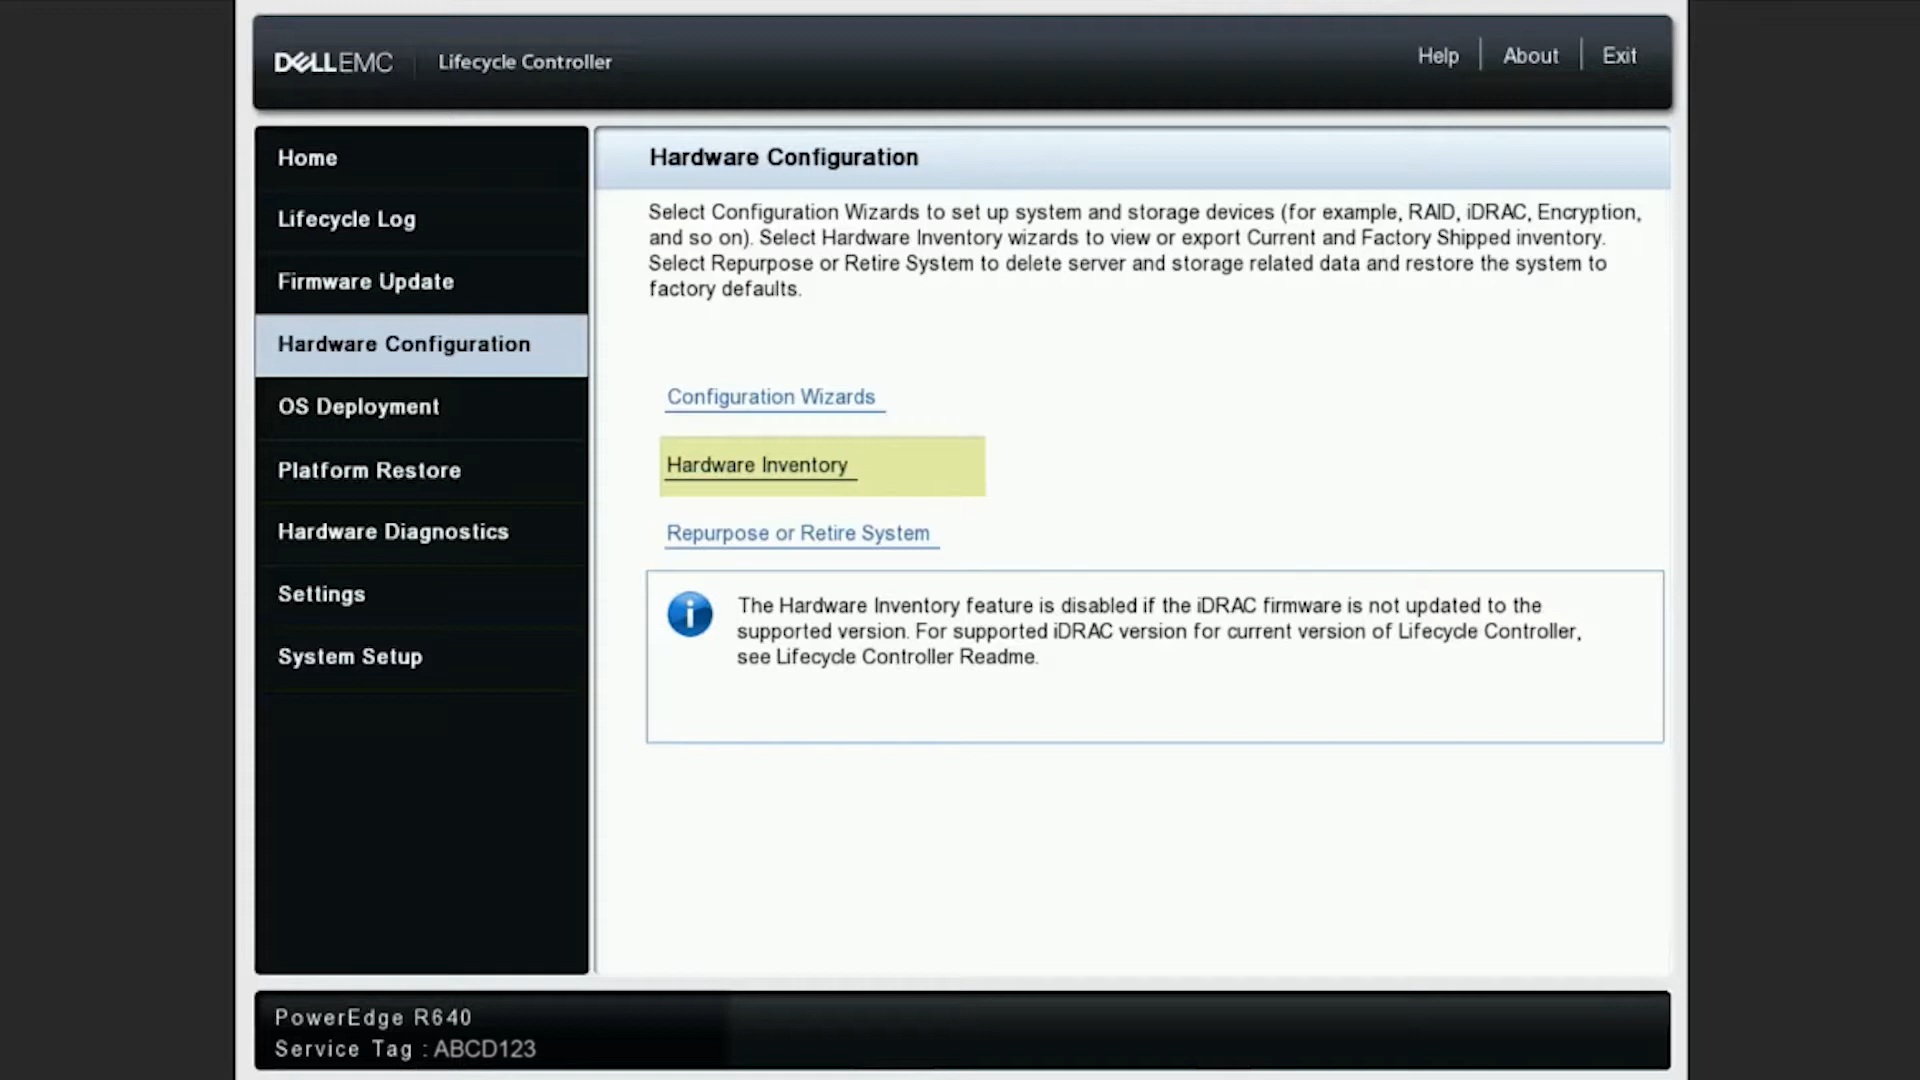 DELLEMC Lifecycle Controller Help About Exit
Home
Lifecycle Log
Firmware Update
Hardware Configuration
OS Deployment
Platform Restore
Hardware Diagnostics
Settings
System Setup
Hardware Configuration
Select Configuration Wizards to set up system and storage devices (for example, RAID, iDRAC, Encryption,
and so on). Select Hardware Inventory wizards to view or export Current and Factory Shipped inventory.
Select Repurpose or Retire System to delete server and storage related data and restore the system to
factory defaults.
Configuration Wizards
Hardware Inventory
Repurpose or Retire System
The Hardware Inventory feature is disabled if the iDRAC firmware is not updated to the
supported version. For supported iDRAC version for current version of Lifecycle Controller,
see Lifecycle Controller Readme.
PowerEdge R640
Service Tag : ABCD123